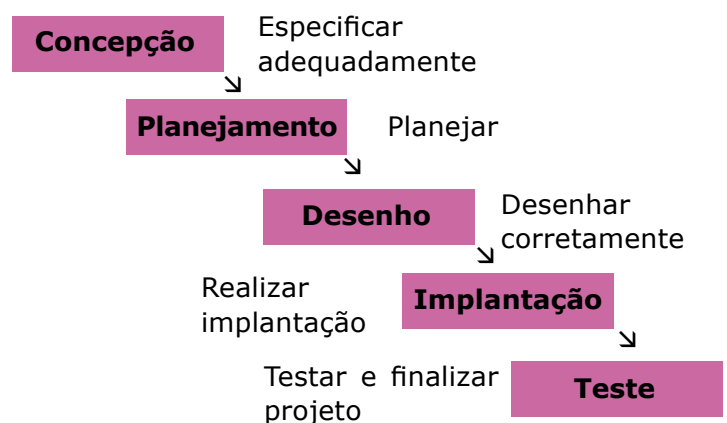 Concepção
Especificar
adequadamente
Planejamento
Planejar
Desenho
Desenhar
corretamente
Realizar
implantação
Implantação
Testar e finalizar
projeto
Teste